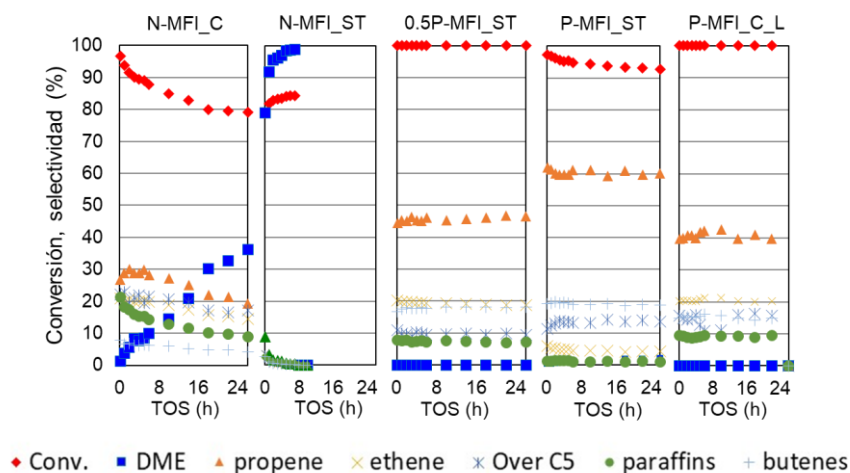 N-MFI_C N-MFI_ST 0.5P-MFI_ST P-MFI_ST P-MFI_C_L
Conversión, selectividad (%)
100
90
80
70
60
50
40
30
20
10
0
0 8 16 24 0 8 16 24 0 8 16 24 0 8 16 24 0 8 16 24
TOS (h) TOS (h) TOS (h) TOS (h) TOS (h)
Conv. DME propene ethene Over C5 paraffins butenes